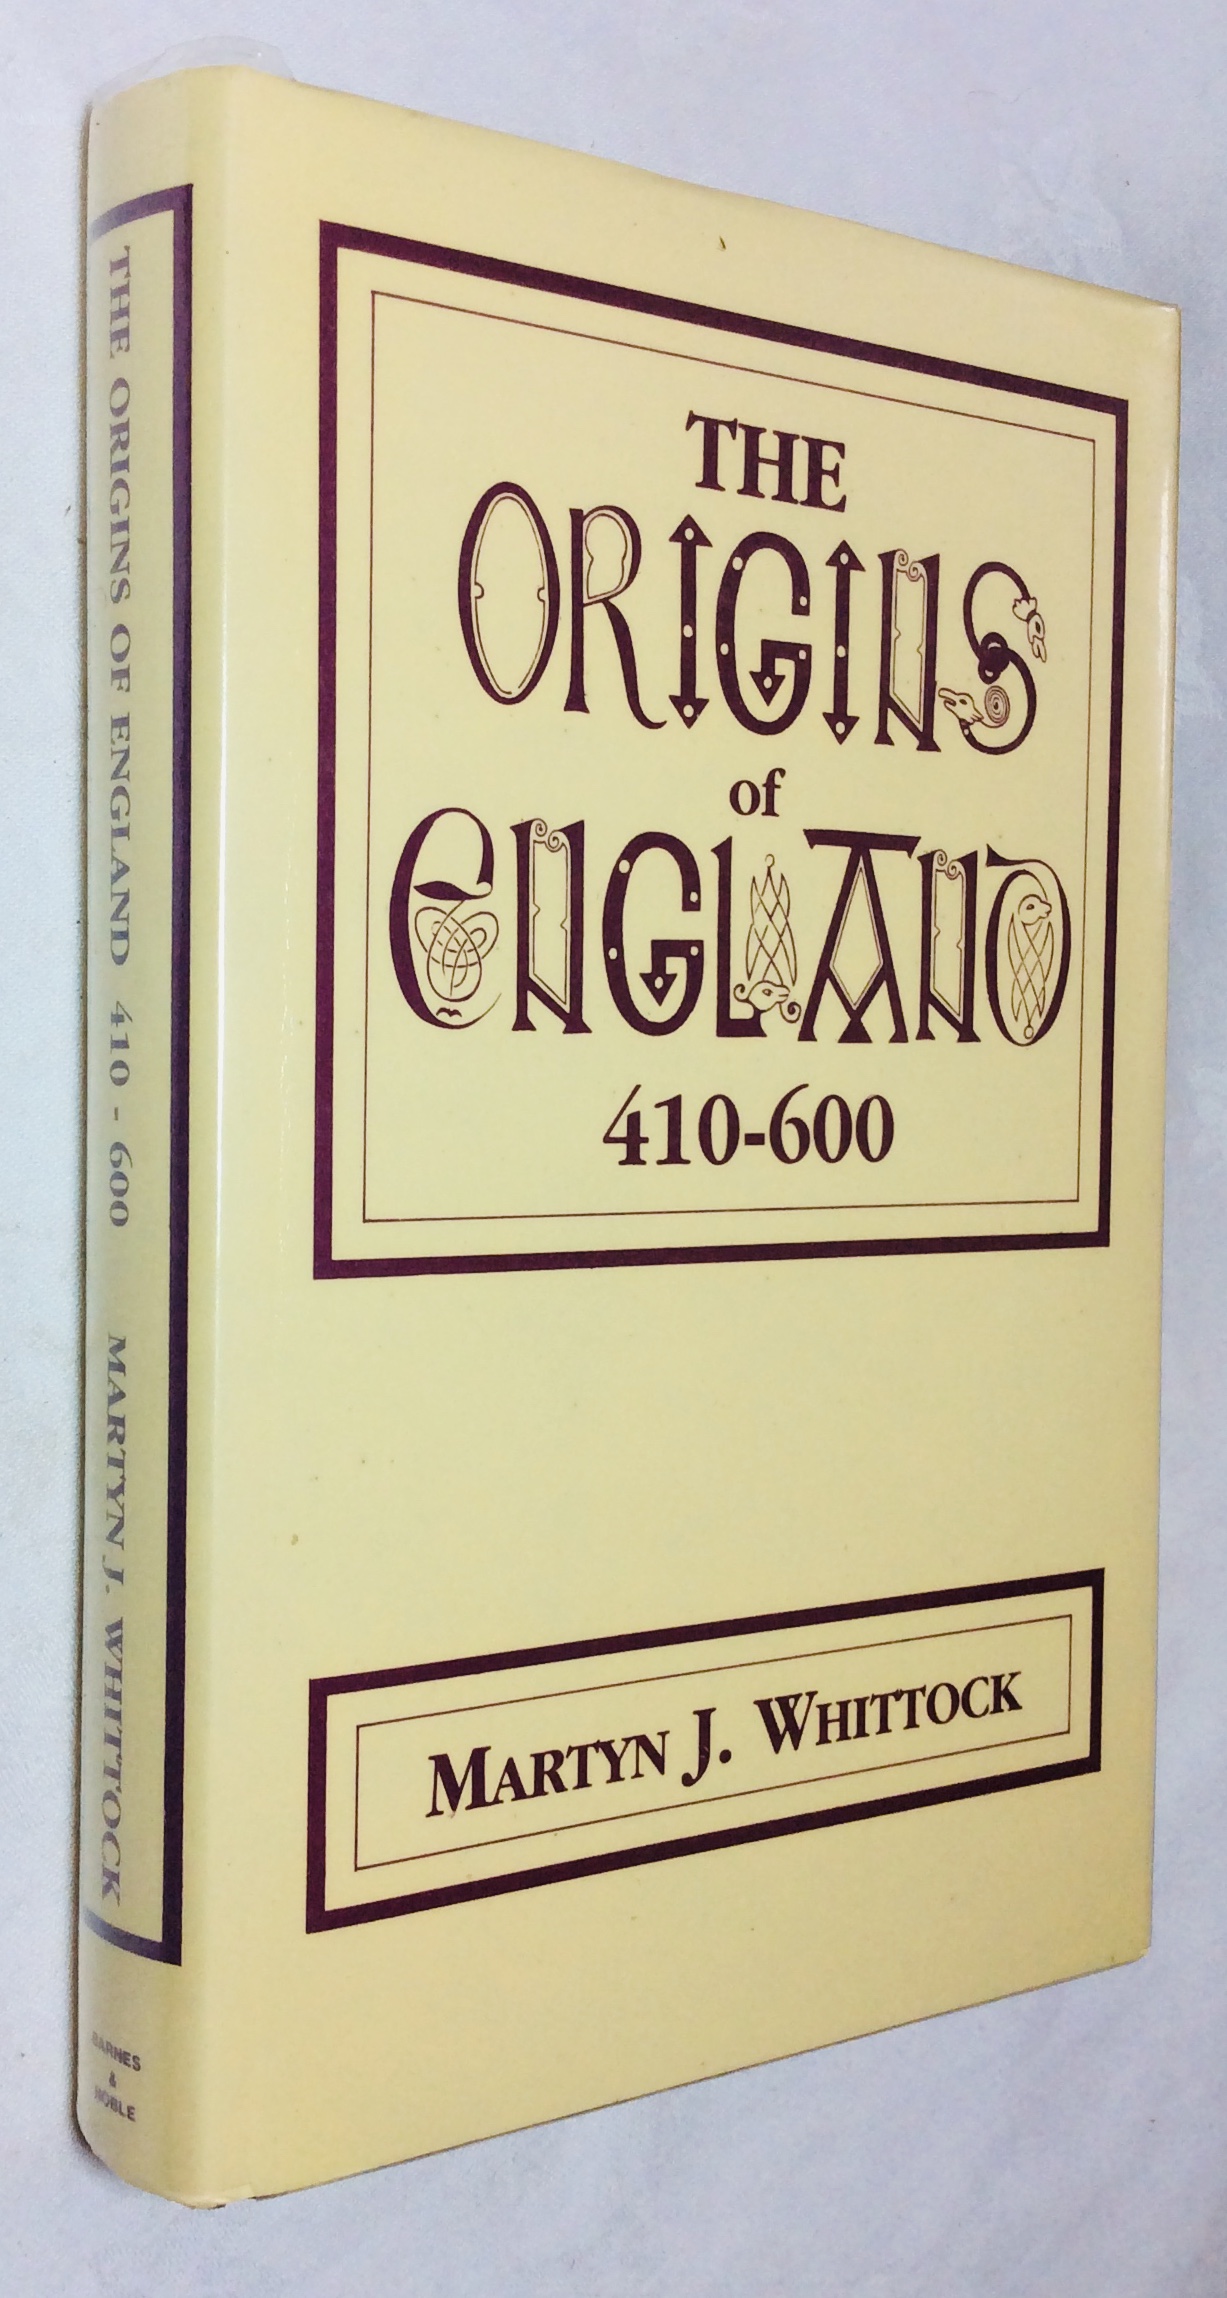 THE ORIGINS OF ENGLAND 410 - 600 MARTYN J. WHITTOCK
BARNES
&
NOBLE
THE
ORIGINS
of
ENGLAND
410-600
MARTYN J. WHITTOCK